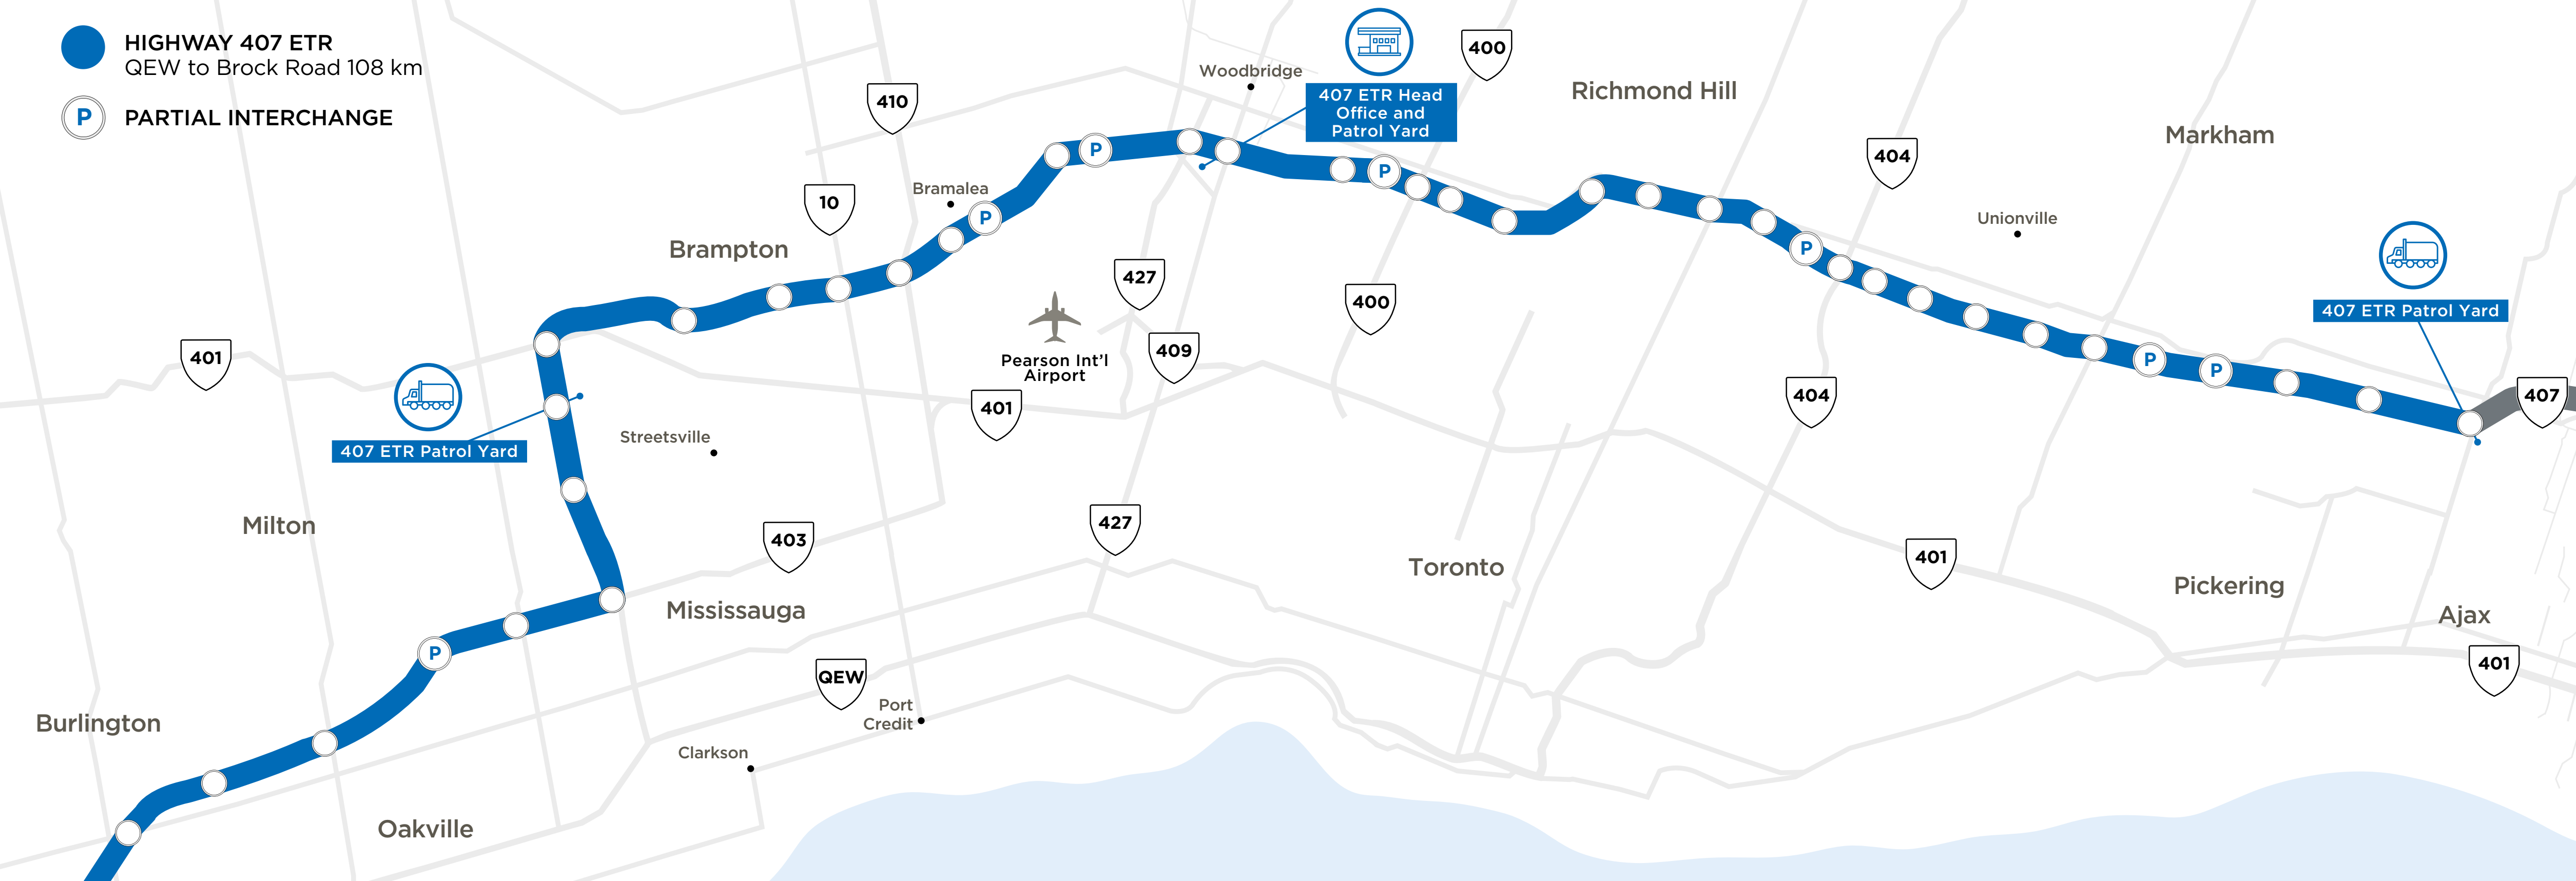 HIGHWAY 407 ETR
QEW to Brock Road 108 km
P
PARTIAL INTERCHANGE
410
10
Bramalea
Brampton
P
P
Woodbridge
407 ETR Head
Office and
Patrol Yard
400
Richmond Hill
404
Markham
Unionville
P
P
427
400
409
Pearson Int'l
Airport
401
401
407 ETR Patrol Yard
Streetsville
404
P
P
407 ETR Patrol Yard
407
Milton
403
427
Toronto
401
Pickering
Ajax
401
Mississauga
P
QEW
Port
Credit
Clarkson
Burlington
Oakville